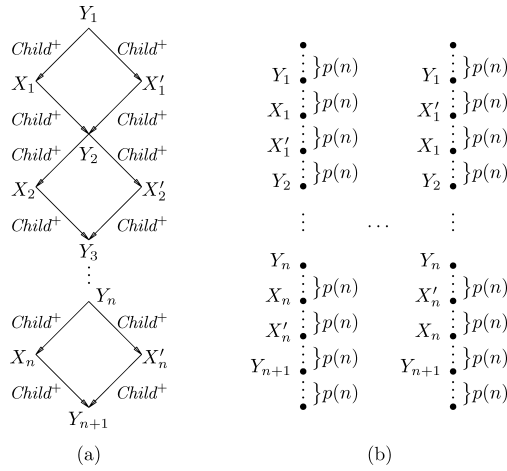 Y₁
Child⁺ Child⁺
X₁ X′₁
Child⁺ Child⁺
Child⁺ Y₂ Child⁺
X₂ X′₂
Child⁺ Child⁺
Y₃
⋮
Yₙ
Child⁺ Child⁺
Xₙ X′ₙ
Child⁺ Child⁺
Yₙ₊₁
(a)
}p(n)
Y₁
}p(n)
X₁
}p(n)
X′₁
}p(n)
Y₂
⋮
Yₙ
}p(n)
Xₙ
}p(n)
X′ₙ
}p(n)
Yₙ₊₁
}p(n)
...
}p(n)
Y₁
}p(n)
X′₁
}p(n)
X₁
}p(n)
Y₂
⋮
Yₙ
}p(n)
X′ₙ
}p(n)
Xₙ
}p(n)
Yₙ₊₁
}p(n)
(b)